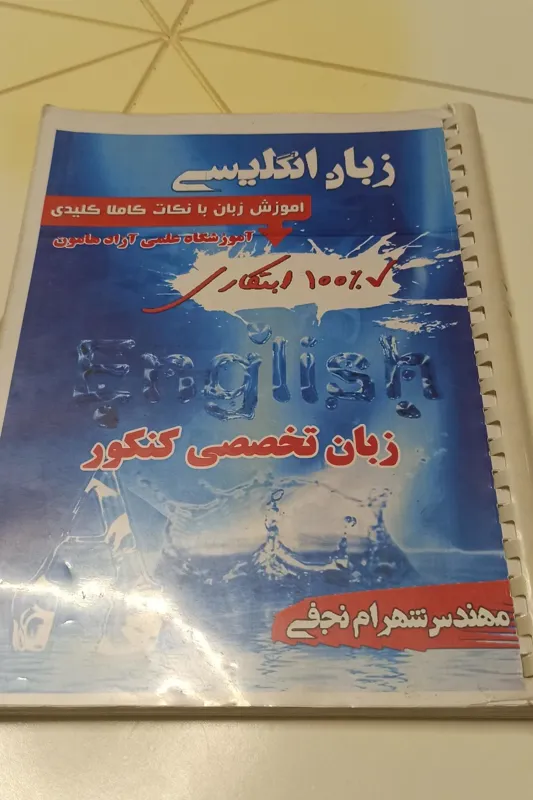 زبان انگلیسی
آموزش زبان با نکات کاملا کلیدی
آموزشگاه علمی آزاد مامون
✓ ۱۰۰٪ ابتکاری
English
زبان تخصصی کنکور
A
مهندس شهرام نجفی